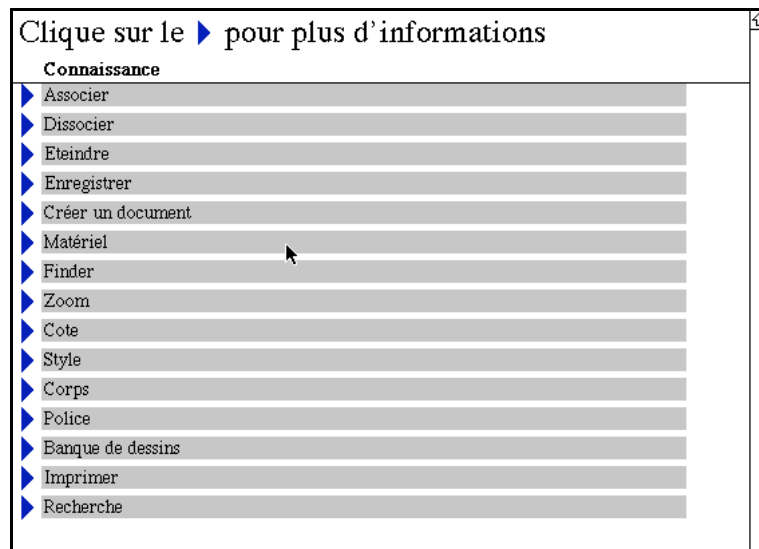 Clique sur le pour plus d'informations
Connaissance
Associer
Dissocier
Eteindre
Enregistrer
Créer un document
Matériel
Finder
Zoom
Cote
Style
Corps
Police
Banque de dessins
Imprimer
Recherche